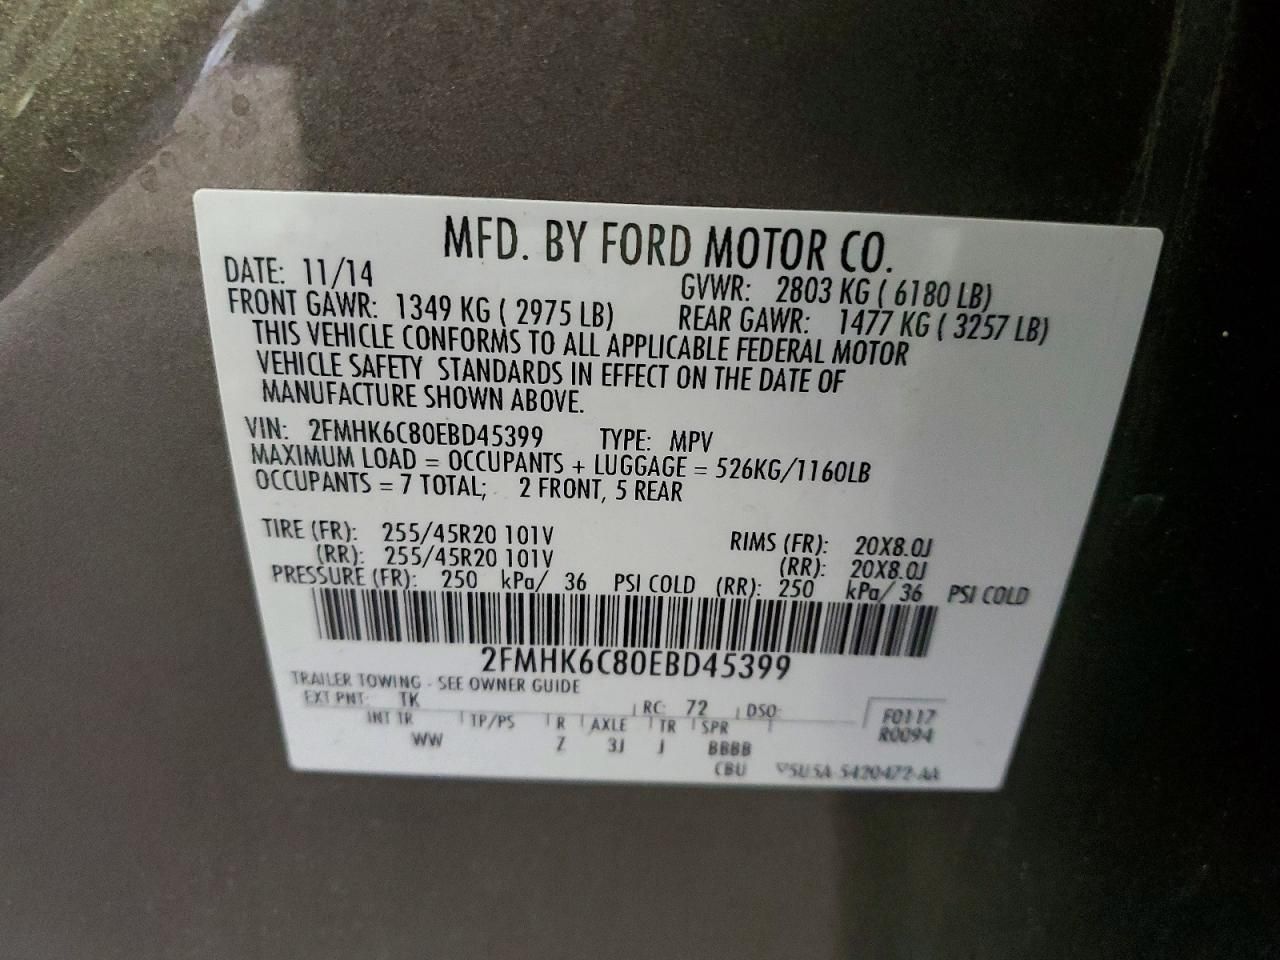 MFD. BY FORD MOTOR CO.
DATE: 11/14 GVWR: 2803 KG ( 6180 LB)
FRONT GAWR: 1349 KG ( 2975 LB) REAR GAWR: 1477 KG ( 3257 LB)
THIS VEHICLE CONFORMS TO ALL APPLICABLE FEDERAL MOTOR
VEHICLE SAFETY STANDARDS IN EFFECT ON THE DATE OF
MANUFACTURE SHOWN ABOVE.
VIN: 2FMHK6C80EBD45399 TYPE: MPV
MAXIMUM LOAD = OCCUPANTS + LUGGAGE = 526KG/1160LB
OCCUPANTS = 7 TOTAL; 2 FRONT, 5 REAR
TIRE (FR): 255/45R20 101V RIMS (FR): 20X8.0J
(RR): 255/45R20 101V (RR): 20X8.0J
PRESSURE (FR): 250 kPa/ 36 PSI COLD (RR): 250 kPa/ 36 PSI COLD
2FMHK6C80EBD45399
TRAILER TOWING - SEE OWNER GUIDE
EXT PNT: TK RC: 72 DSO:
INT TR TP/PS R AXLE TR SPR
WW Z 3J J BBBB
F0117
R0094
CBU 5U5A-5420472-AA